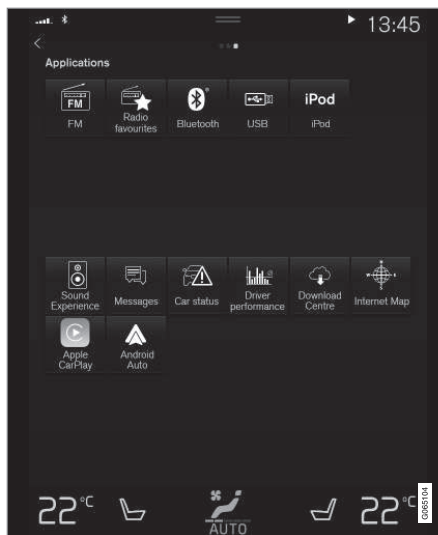 13:45
Applications
FM
iPod
FM
Radio
favourites
Bluetooth
USB
iPod
Sound
Experience
Messages
Car status
Driver
performance
Download
Centre
Internet Map
Apple
CarPlay
Android
Auto
22°C
AUTO
22°C
G065104